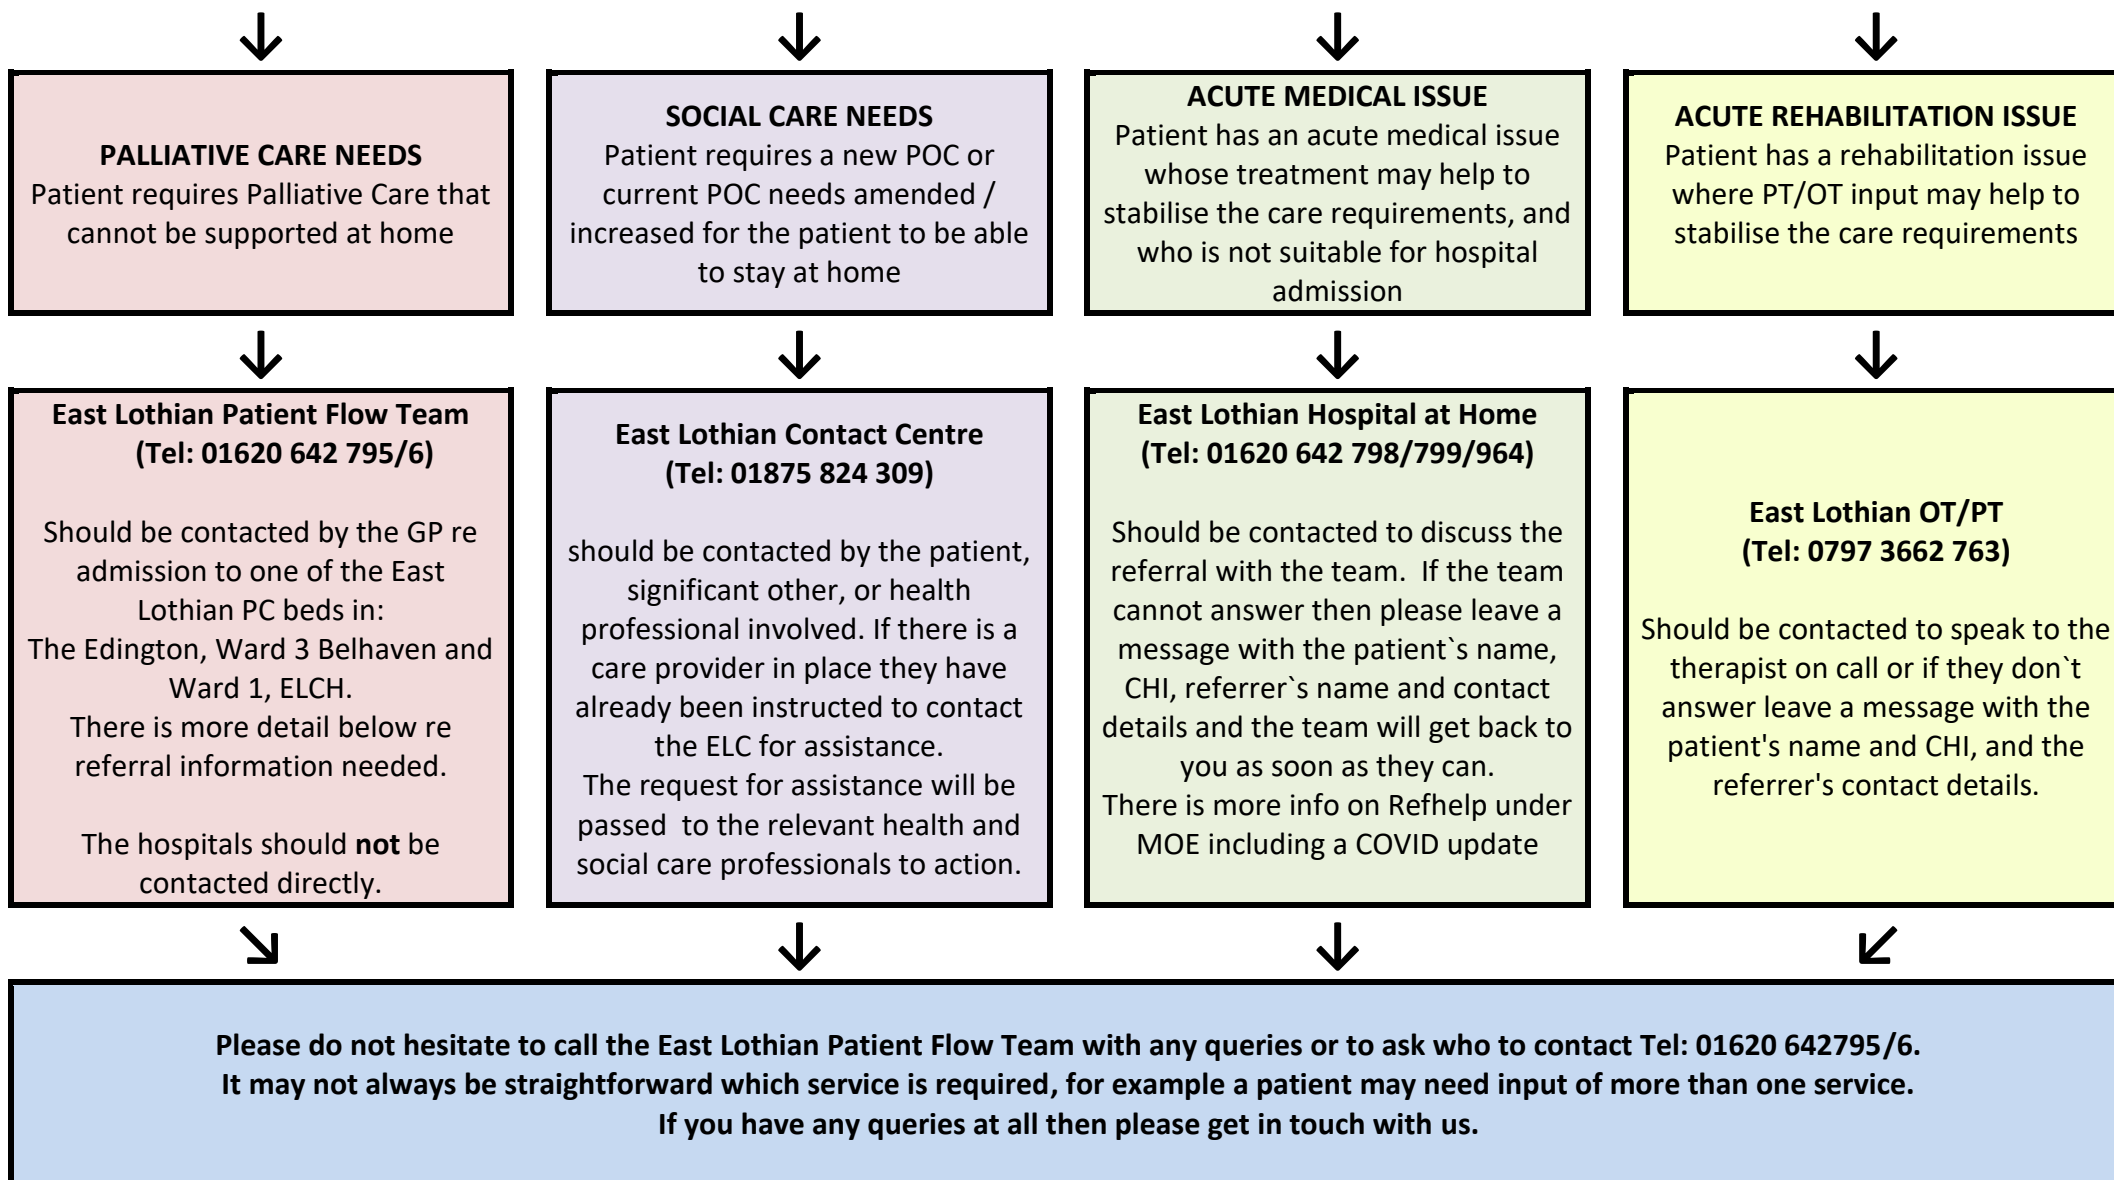 PALLIATIVE CARE NEEDS
Patient requires Palliative Care that
cannot be supported at home
SOCIAL CARE NEEDS
Patient requires a new POC or
current POC needs amended /
increased for the patient to be able
to stay at home
ACUTE MEDICAL ISSUE
Patient has an acute medical issue
whose treatment may help to
stabilise the care requirements, and
who is not suitable for hospital
admission
ACUTE REHABILITATION ISSUE
Patient has a rehabilitation issue
where PT/OT input may help to
stabilise the care requirements
East Lothian Patient Flow Team
(Tel: 01620 642 795/6)
Should be contacted by the GP re
admission to one of the East
Lothian PC beds in:
The Edington, Ward 3 Belhaven and
Ward 1, ELCH.
There is more detail below re
referral information needed.
The hospitals should not be
contacted directly.
East Lothian Contact Centre
(Tel: 01875 824 309)
should be contacted by the patient,
significant other, or health
professional involved. If there is a
care provider in place they have
already been instructed to contact
the ELC for assistance.
The request for assistance will be
passed  to the relevant health and
social care professionals to action.
East Lothian Hospital at Home
(Tel: 01620 642 798/799/964)
Should be contacted to discuss the
referral with the team.  If the team
cannot answer then please leave a
message with the patient`s name,
CHI, referrer`s name and contact
details and the team will get back to
you as soon as they can.
There is more info on Refhelp under
MOE including a COVID update
East Lothian OT/PT
(Tel: 0797 3662 763)
Should be contacted to speak to the
therapist on call or if they don`t
answer leave a message with the
patient's name and CHI, and the
referrer's contact details.
Please do not hesitate to call the East Lothian Patient Flow Team with any queries or to ask who to contact Tel: 01620 642795/6.
It may not always be straightforward which service is required, for example a patient may need input of more than one service.
If you have any queries at all then please get in touch with us.